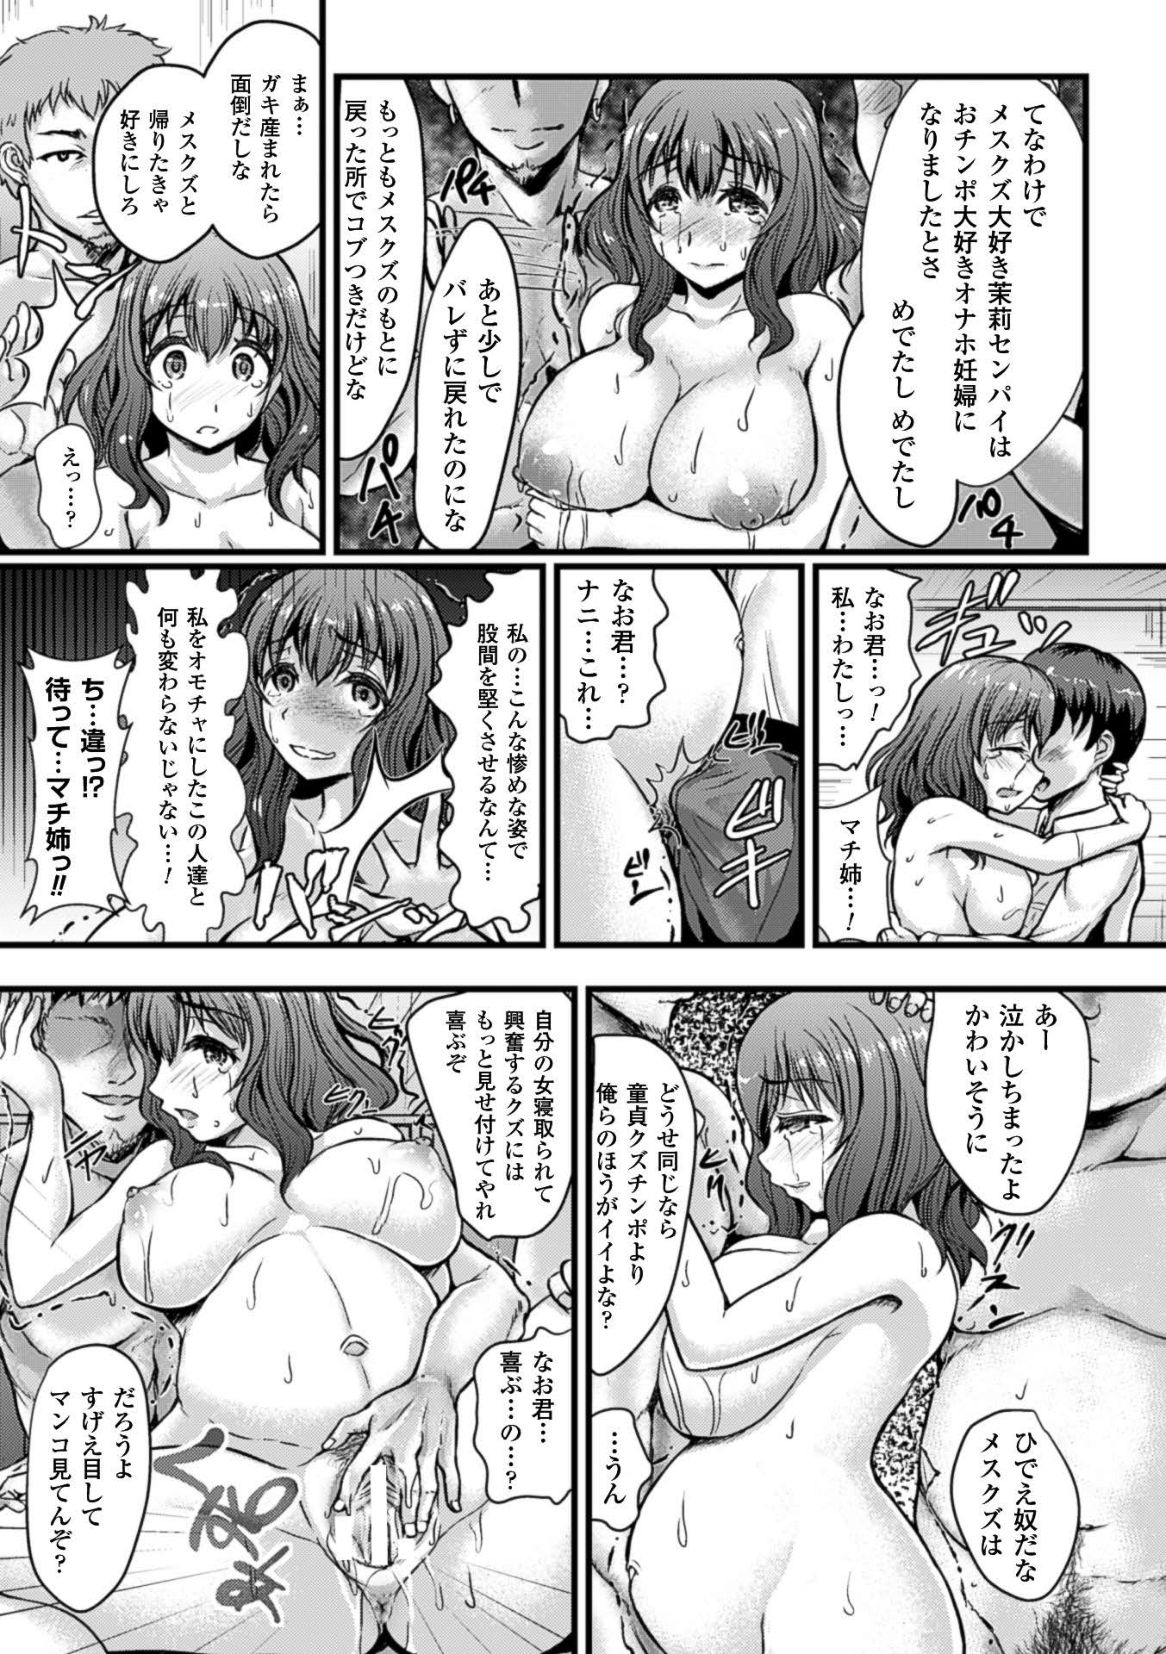 てなわけで
メスクズ大好き茉莉センパイは
おチンポ大好きオナホ妊婦に
なりましたとさ
めでたし めでたし
あと少しで
バレずに戻れたのにな
もっともメスクズのもとに
戻った所でコブつきだけどな
パチ
パチ
パチ
まぁ…
ガキ産まれたら
面倒だしな
メスクズと
帰りたきゃ
好きにしろ
えっ…?
なお君…っ!
私…わたしっ…
マチ姉…!
ギュッ
なお君…?
ナニ…これ…
ビキ
ギキ
私の…こんな惨めな姿で
股間を堅くさせるなんて…
私をオモチャにしたこの人達と
何も変わらないじゃない…!
ち…違っ!?
待って…マチ姉っ!!
あー
泣かしちまったよ
かわいそうに
ひでえ奴だな
メスクズは
グッ
どうせ同じなら
童貞クズチンポより
俺らのほうがイイよな?
…うん
自分の女寝取られて
興奮するクズには
もっと見せ付けてやれ
喜ぶぞ
なお君…
喜ぶ…の…?
だろうよ
すげえ目して
マンコ見てんぞ?